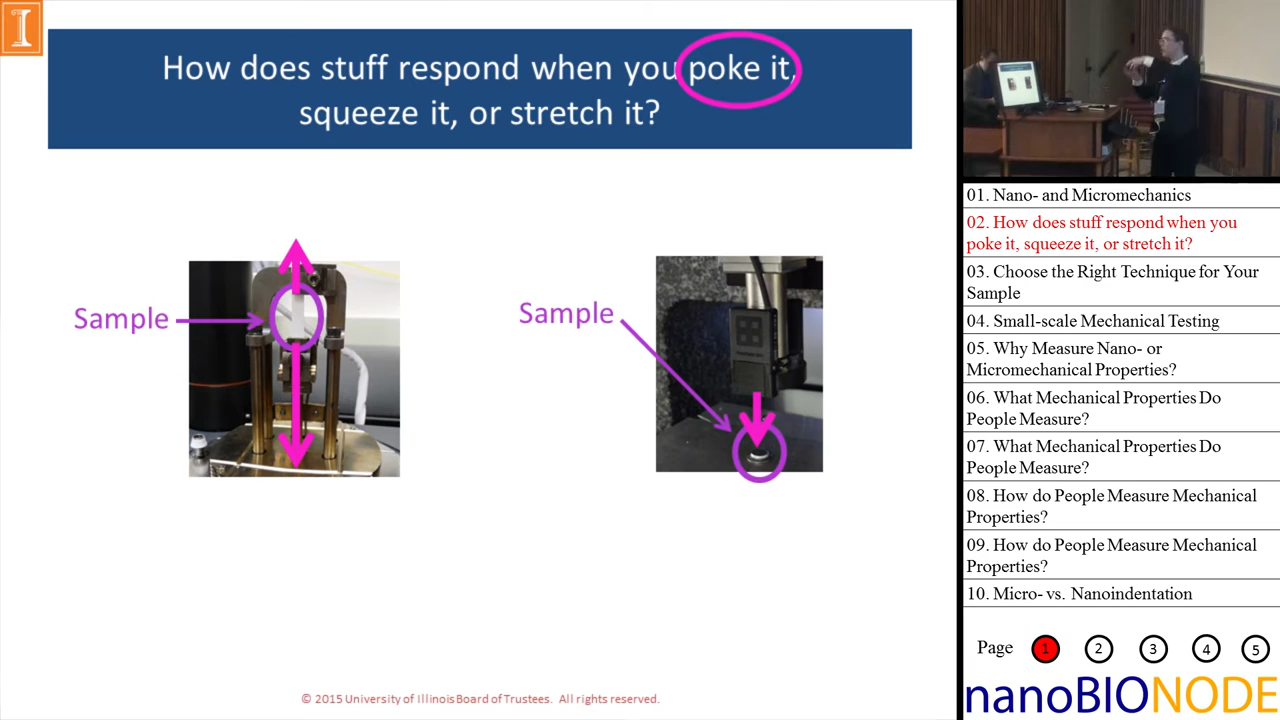 I
How does stuff respond when you poke it,
squeeze it, or stretch it?
Sample
Sample
© 2015 University of IllinoisBoard of Trustees. All rights reserved.
01. Nano- and Micromechanics
02. How does stuff respond when you
poke it, squeeze it, or stretch it?
03. Choose the Right Technique for Your
Sample
04. Small-scale Mechanical Testing
05. Why Measure Nano- or
Micromechanical Properties?
06. What Mechanical Properties Do
People Measure?
07. What Mechanical Properties Do
People Measure?
08. How do People Measure Mechanical
Properties?
09. How do People Measure Mechanical
Properties?
10. Micro- vs. Nanoindentation
Page 1 2 3 4 5
nanoBIONODE